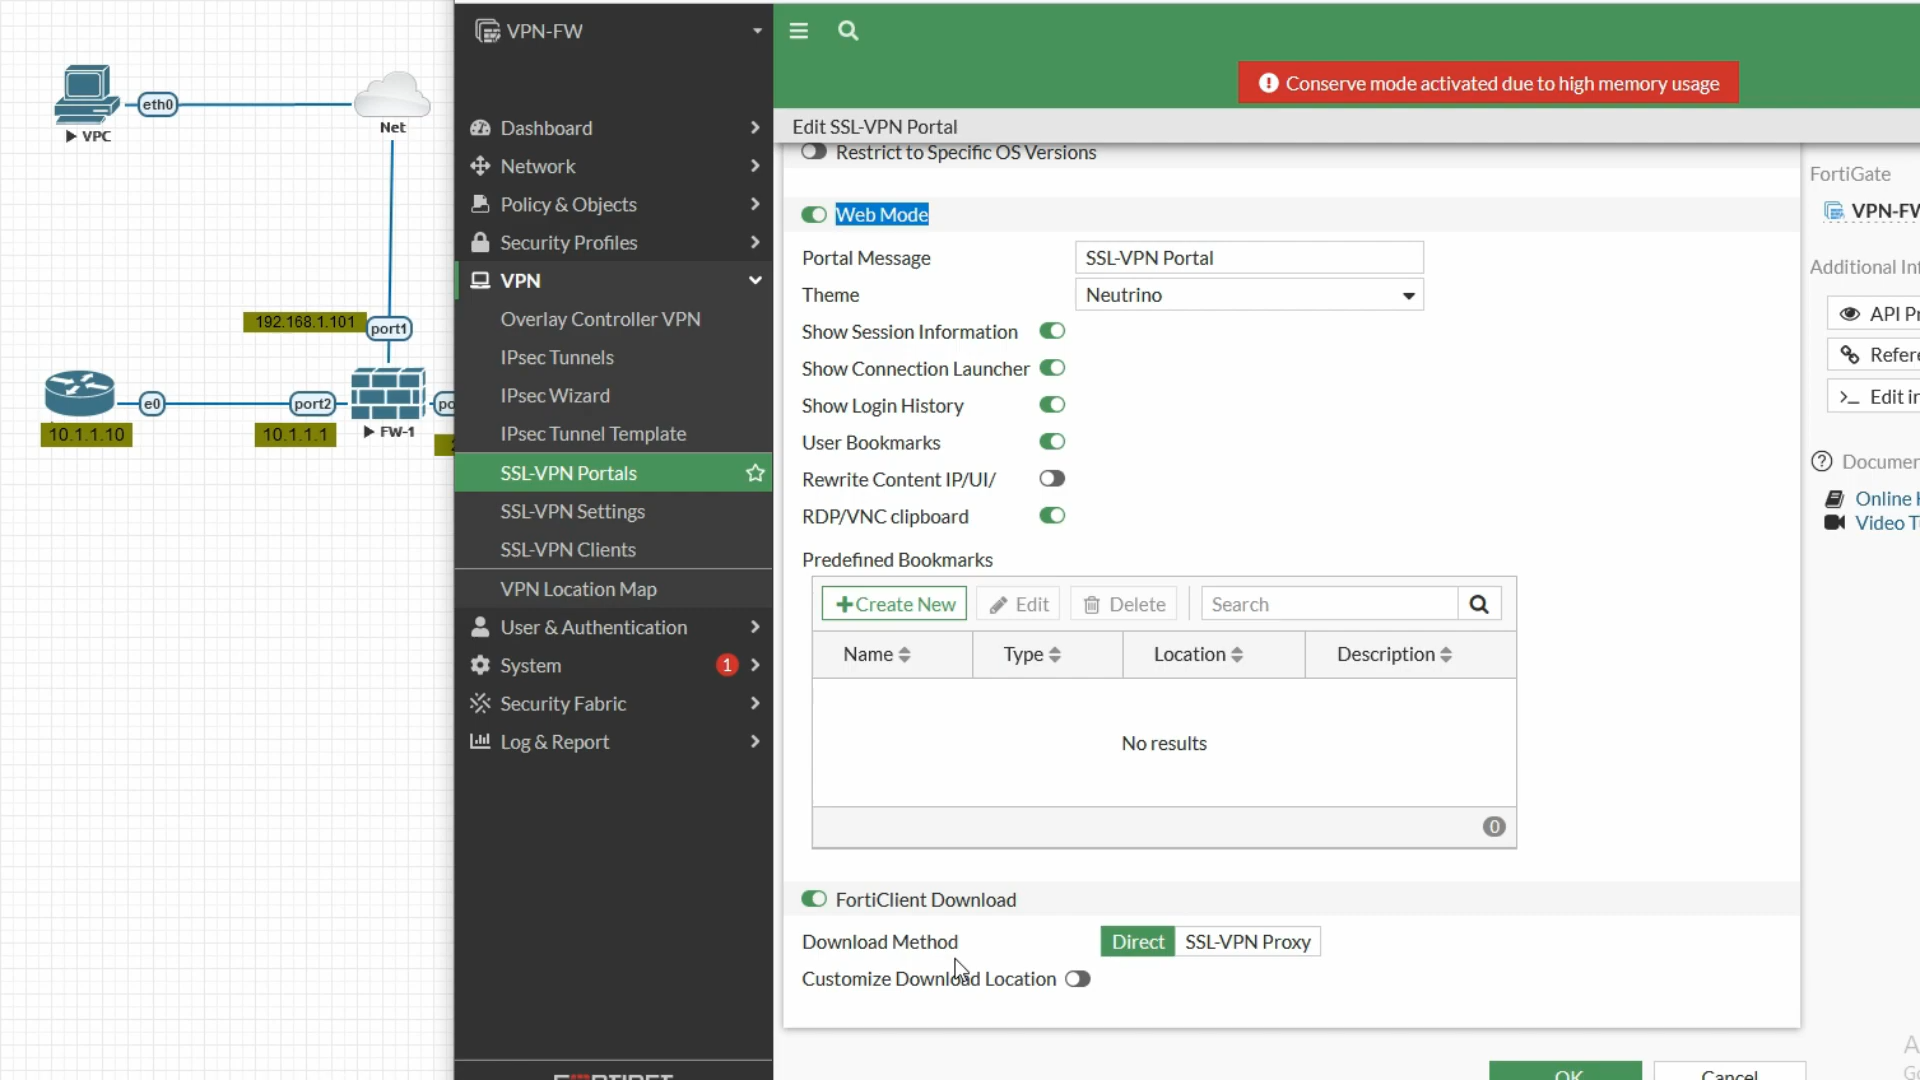 VPN-FW
Conserve mode activated due to high memory usage
eth0
VPC
Net
192.168.1.101
port1
e0
port2
10.1.1.10
10.1.1.1
FW-1
Dashboard
Network
Policy & Objects
Security Profiles
VPN
Overlay Controller VPN
IPsec Tunnels
IPsec Wizard
IPsec Tunnel Template
SSL-VPN Portals
SSL-VPN Settings
SSL-VPN Clients
VPN Location Map
User & Authentication
System 1
Security Fabric
Log & Report
Edit SSL-VPN Portal
Restrict to Specific OS Versions
Web Mode
Portal Message SSL-VPN Portal
Theme Neutrino
Show Session Information
Show Connection Launcher
Show Login History
User Bookmarks
Rewrite Content IP/UI/
RDP/VNC clipboard
Predefined Bookmarks
Create New Edit Delete Search
Name Type Location Description
No results
0
FortiClient Download
Download Method Direct SSL-VPN Proxy
Customize Download Location
OK Cancel
FortiGate
VPN-FW
Additional
API
Edit
Online
Video